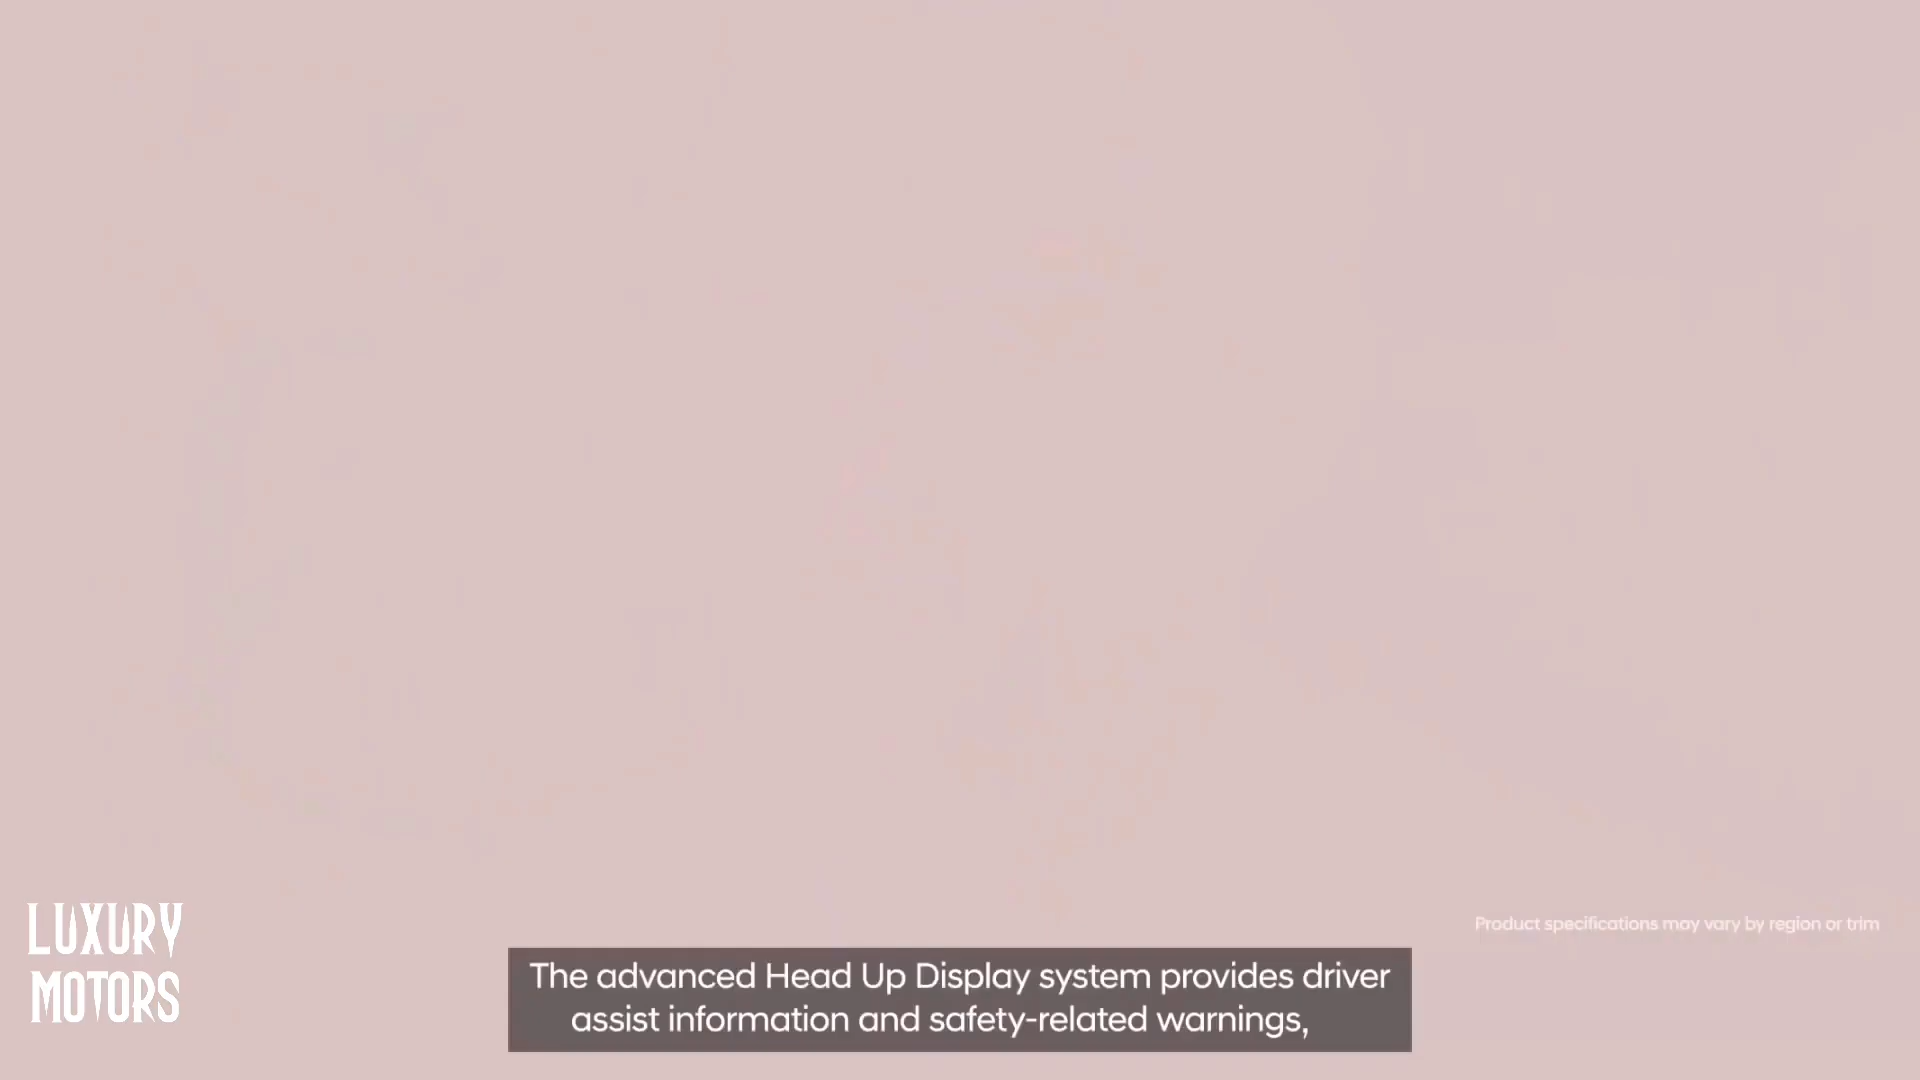 Product specifications may vary by region or trim
LUXURY
MOTORS
The advanced Head Up Display system provides driver
assist information and safety-related warnings,